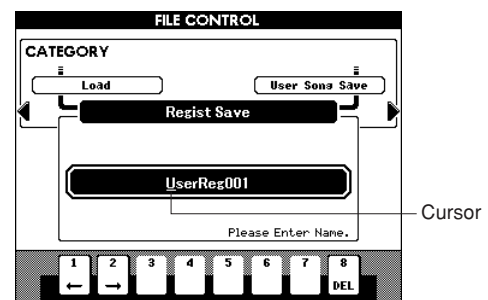 FILE CONTROL
CATEGORY
Load
User Song Save
Regist Save
UserReg001
Cursor
Please Enter Name.
1 2 3 4 5 6 7 8
← → DEL